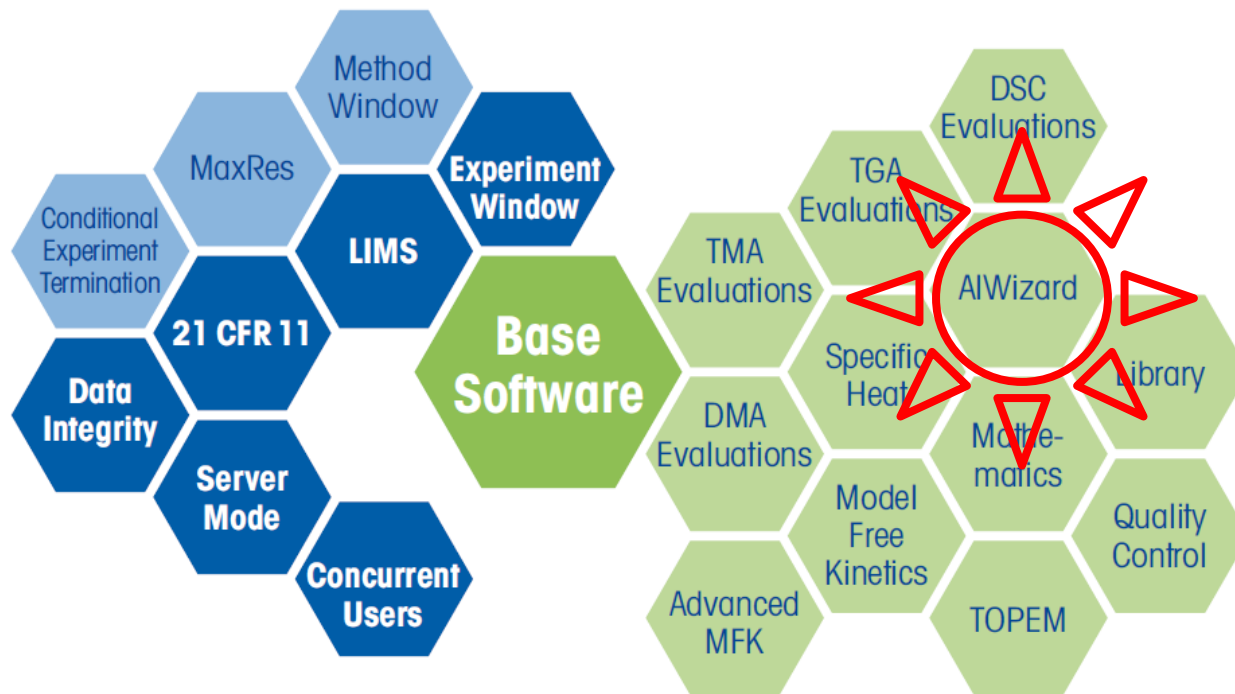 Method
Window
MaxRes
Experiment
Window
Conditional
Experiment
Termination
LIMS
21 CFR 11
Data
Integrity
Server
Mode
Concurrent
Users
Base
Software
DSC
Evaluations
TGA
Evaluations
TMA
Evaluations
AIWizard
Specific
Heat
Library
DMA
Evaluations
Mathe-
matics
Model
Free
Kinetics
Quality
Control
Advanced
MFK
TOPEM